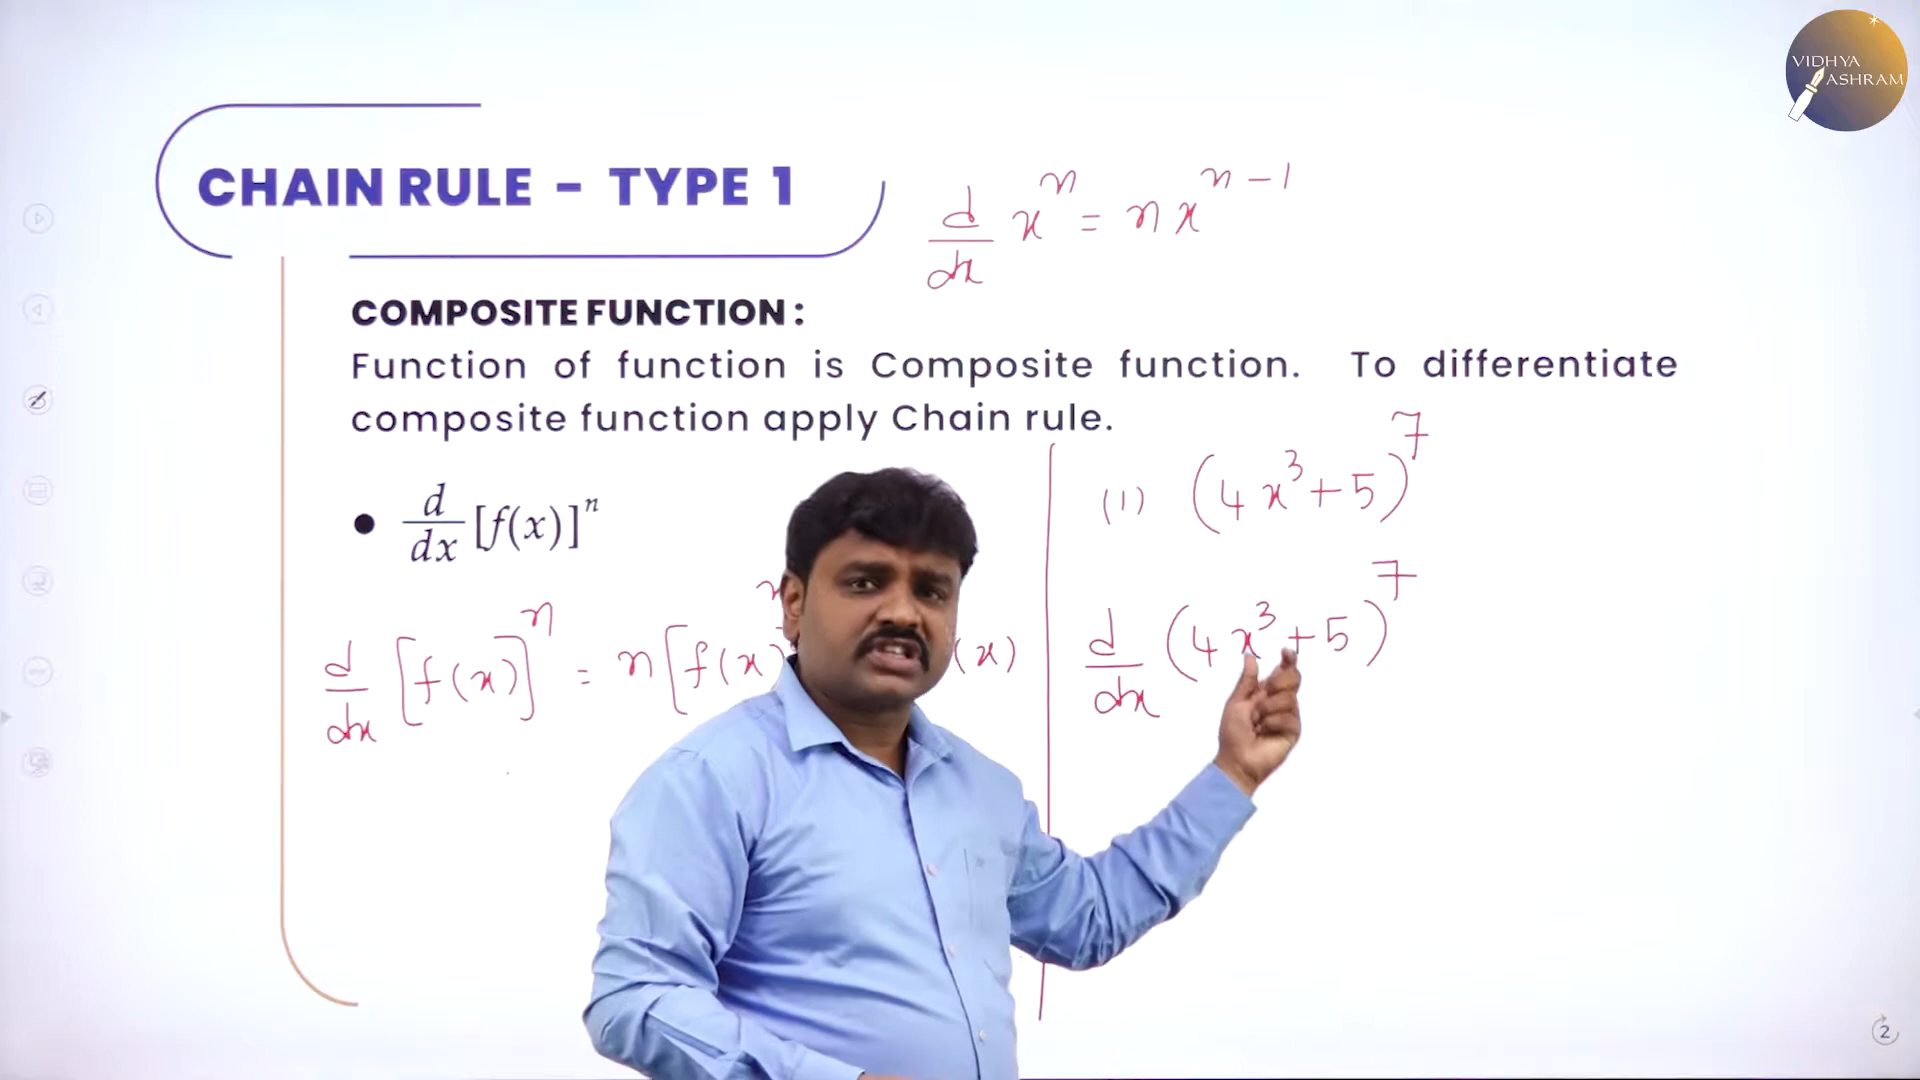 VIDHYA
ASHRAM
CHAIN RULE - TYPE 1
d/dx x^n = n x^(n-1)
COMPOSITE FUNCTION :
Function of function is Composite function. To differentiate
composite function apply Chain rule.
• d/dx [f(x)]^n
d/dx [f(x)]^n = n [f(x) (x)
(1) (4x^3+5)^7
d/dx (4x^3+5)^7
2